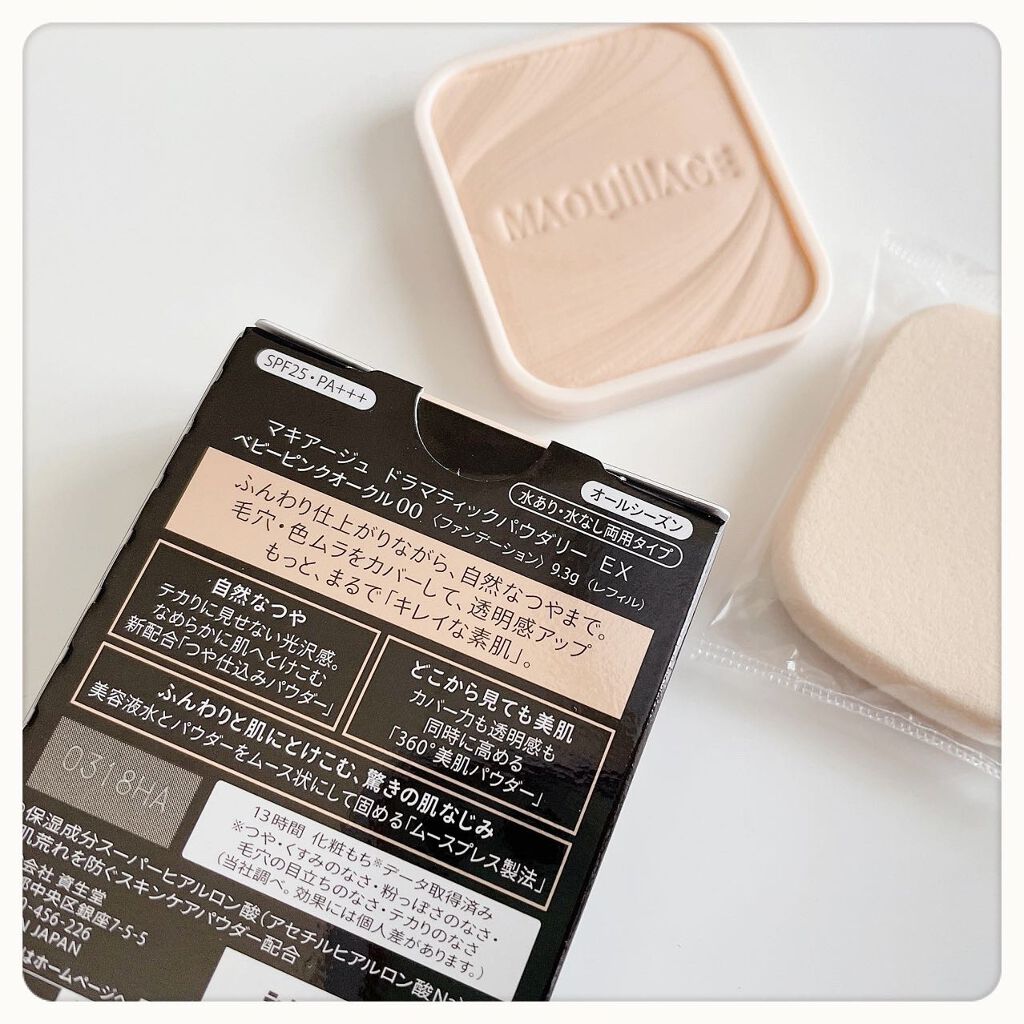 MAQuillAGE
SPF25・PA+++
マキアージュ ドラマティックパウダリー EX
ベビーピンクオークル00 〈ファンデーション〉 9.3g 〈レフィル〉
オールシーズン
水あり・水なし両用タイプ
ふんわり仕上がりながら、自然なつやまで。
毛穴・色ムラをカバーして、透明感アップ
もっと、まるで「キレイな素肌」。
自然なつや
テカりに見せない光沢感。
なめらかに肌へとけこむ
新配合「つや仕込みパウダー」
どこから見ても美肌
カバー力も透明感も
同時に高める
「360°美肌パウダー」
ふんわりと肌にとけこむ、驚きの肌なじみ
美容液水とパウダーをムース状にして固める「ムースプレス製法」
0318HA
13時間 化粧もち※データ取得済み
※つや・くすみのなさ・粉っぽさのなさ・
毛穴の目立ちのなさ・テカりのなさ
(当社調べ。効果には個人差があります。)
保湿成分スーパーヒアルロン酸(アセチルヒアルロン酸Na)
肌荒れを防ぐスキンケアパウダー配合
会社 資生堂
中央区銀座7-5-5
-456-226
N JAPAN
はホームページへ